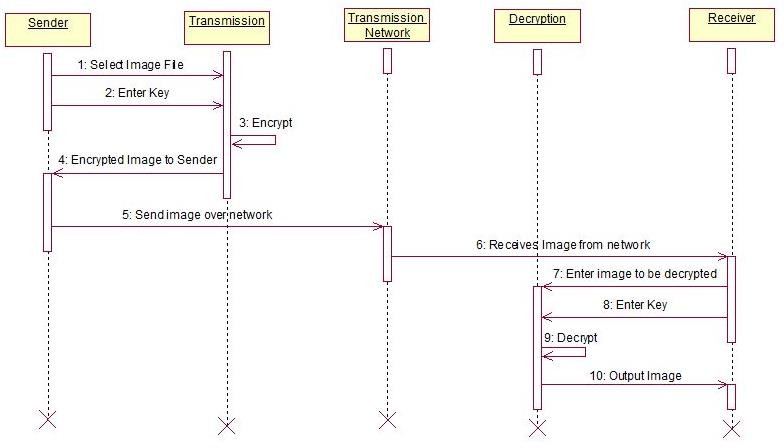 Sender
Transmission
Transmission
Network
Decryption
Receiver
1: Select Image File
2: Enter Key
3: Encrypt
4: Encrypted Image to Sender
5: Send image over network
6: Receives Image from network
7: Enter image to be decrypted
8: Enter Key
9: Decrypt
10: Output Image